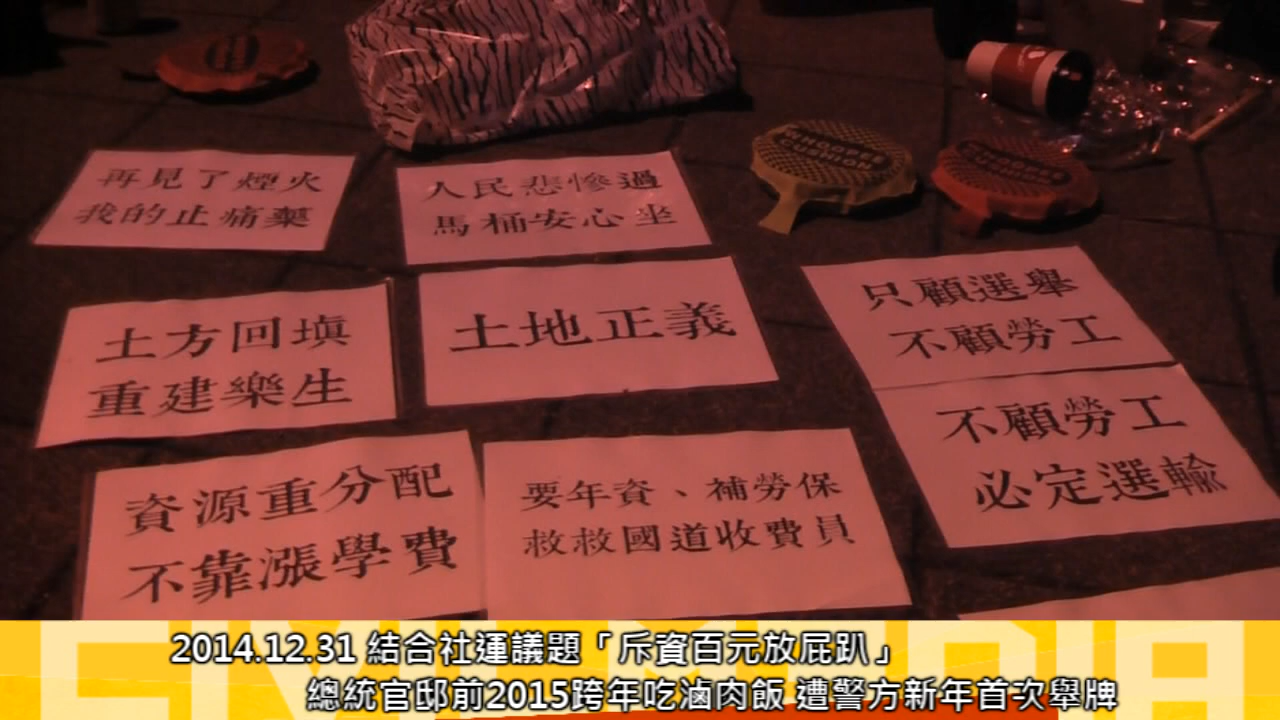 再見了煙火
我的止痛藥
人民悲慘過
馬桶安心坐
土方回填
重建樂生
土地正義
只顧選舉
不顧勞工
不顧勞工
必定選輸
資源重分配
不靠漲學費
要年資、補勞保
救救國道收費員
WHOOPEE
CUSHION
2014.12.31 結合社運議題「斥資百元放屁趴」
總統官邸前2015跨年吃滷肉飯 遭警方新年首次舉牌